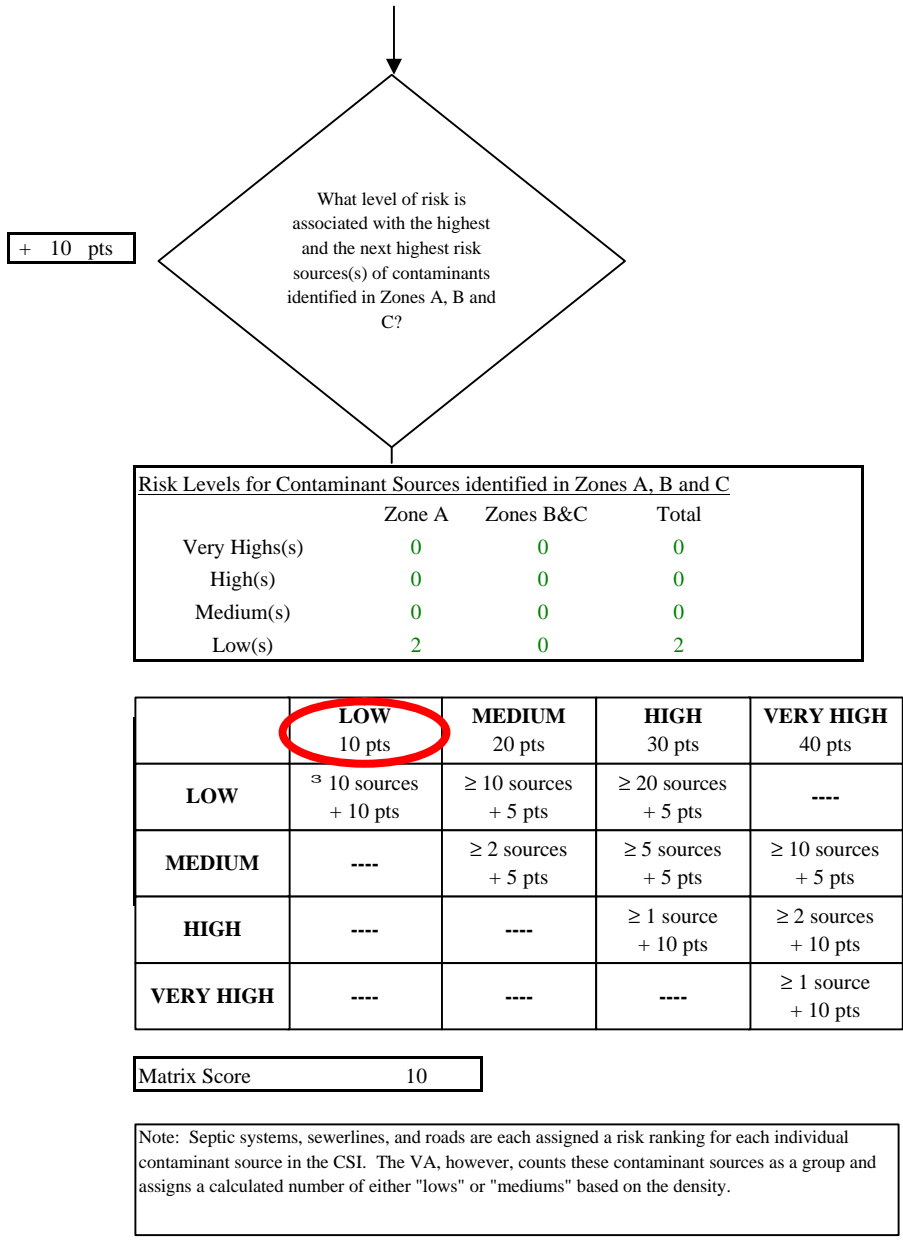 What level of risk is
associated with the highest
and the next highest risk
sources(s) of contaminants
identified in Zones A, B and
C?
+ 10 pts
Risk Levels for Contaminant Sources identified in Zones A, B and C
Zone A Zones B&C Total
Very Highs(s) 0 0 0
High(s) 0 0 0
Medium(s) 0 0 0
Low(s) 2 0 2
LOW MEDIUM HIGH VERY HIGH
10 pts 20 pts 30 pts 40 pts
LOW ³ 10 sources ≥ 10 sources ≥ 20 sources ----
+ 10 pts + 5 pts + 5 pts
MEDIUM ---- ≥ 2 sources ≥ 5 sources ≥ 10 sources
+ 5 pts + 5 pts + 5 pts
HIGH ---- ---- ≥ 1 source ≥ 2 sources
+ 10 pts + 10 pts
VERY HIGH ---- ---- ---- ≥ 1 source
+ 10 pts
Matrix Score 10
Note: Septic systems, sewerlines, and roads are each assigned a risk ranking for each individual
contaminant source in the CSI. The VA, however, counts these contaminant sources as a group and
assigns a calculated number of either "lows" or "mediums" based on the density.